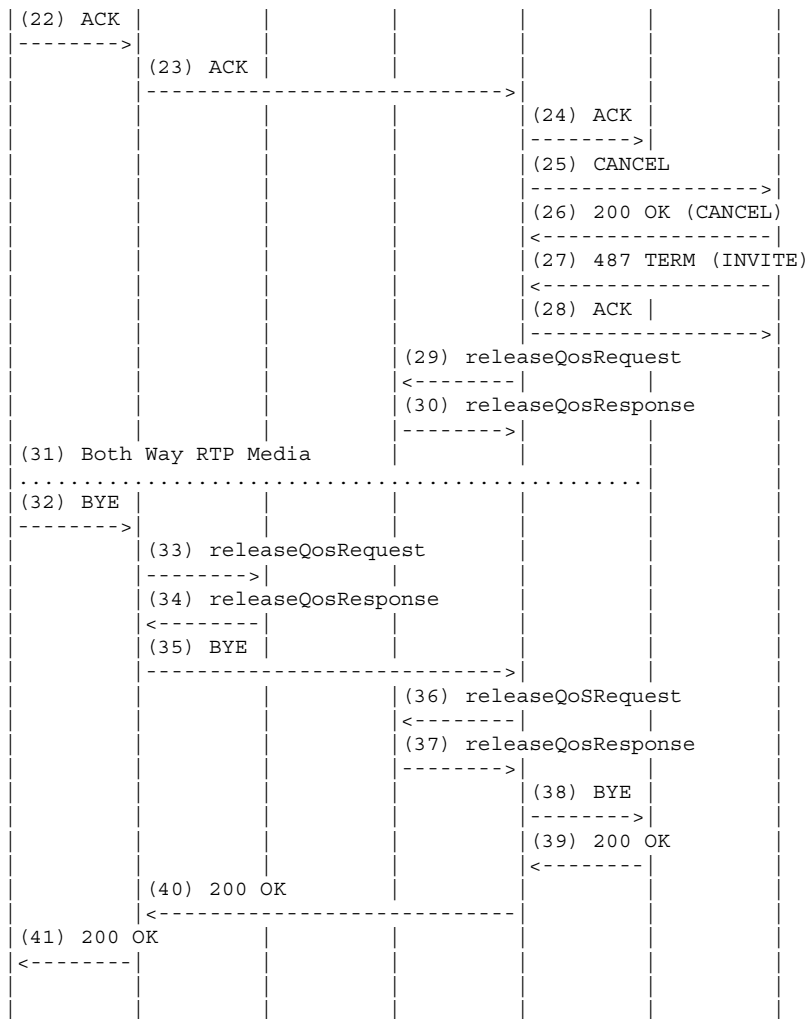 (22) ACK
(23) ACK
(24) ACK
(25) CANCEL
(26) 200 OK (CANCEL)
(27) 487 TERM (INVITE)
(28) ACK
(29) releaseQosRequest
(30) releaseQosResponse
(31) Both Way RTP Media
(32) BYE
(33) releaseQosRequest
(34) releaseQosResponse
(35) BYE
(36) releaseQoSRequest
(37) releaseQosResponse
(38) BYE
(39) 200 OK
(40) 200 OK
(41) 200 OK